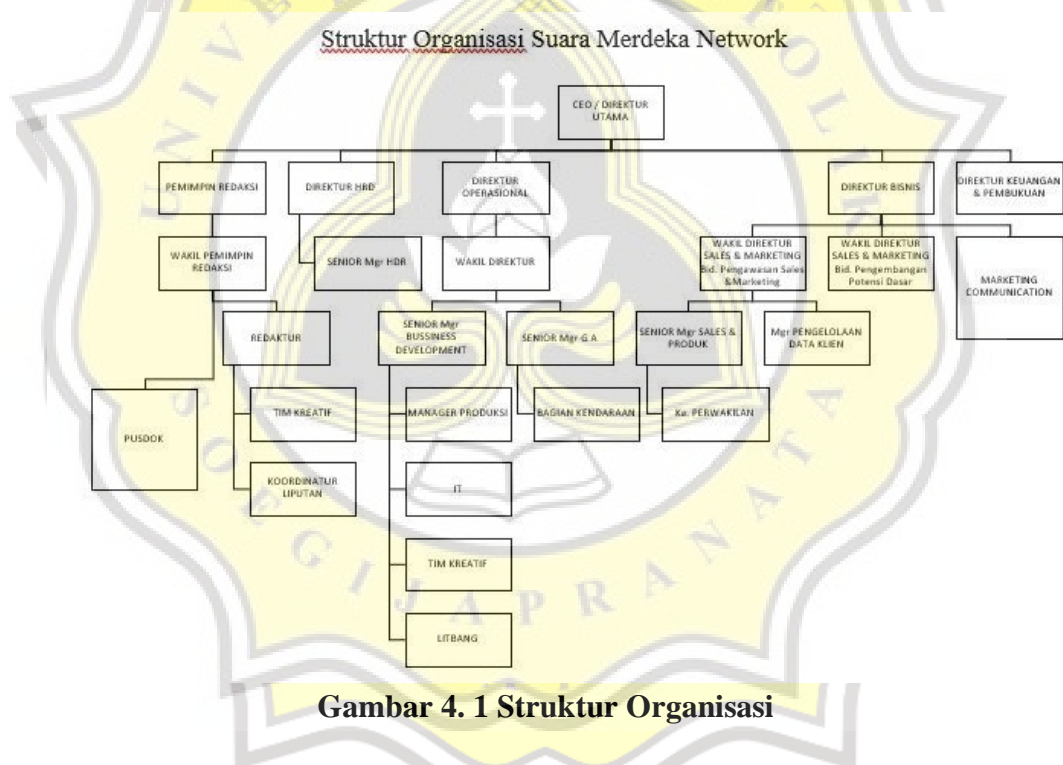 Struktur Organisasi Suara Merdeka Network
CEO / DIREKTUR
UTAMA
PEMIMPIN REDAKSI
DIREKTUR HRD
DIREKTUR
OPERASIONAL
DIREKTUR BISNIS
DIREKTUR KEUANGAN
& PEMBUKUAN
WAKIL PEMIMPIN
REDAKSI
SENIOR Mgr HDR
WAKIL DIREKTUR
WAKIL DIREKTUR
SALES & MARKETING
Bid. Pengawasan Sales
&Marketing
WAKIL DIREKTUR
SALES & MARKETING
Bid. Pengembangan
Potensi Dasar
MARKETING
COMMUNICATION
REDAKTUR
SENIOR Mgr
BUSSINESS
DEVELOPMENT
SENIOR Mgr G A
SENIOR Mgr SALES &
PRODUK
Mgr PENGELOLAAN
DATA KLIEN
PUSDOK
TIM KREATIF
MANAGER PRODUKSI
BAGIAN KENDARAAN
Ka. PERWAKILAN
KOORDINATUR
LIPUTAN
IT
TIM KREATIF
LITBANG
SOEGIJAPRANATA
Gambar 4. 1 Struktur Organisasi